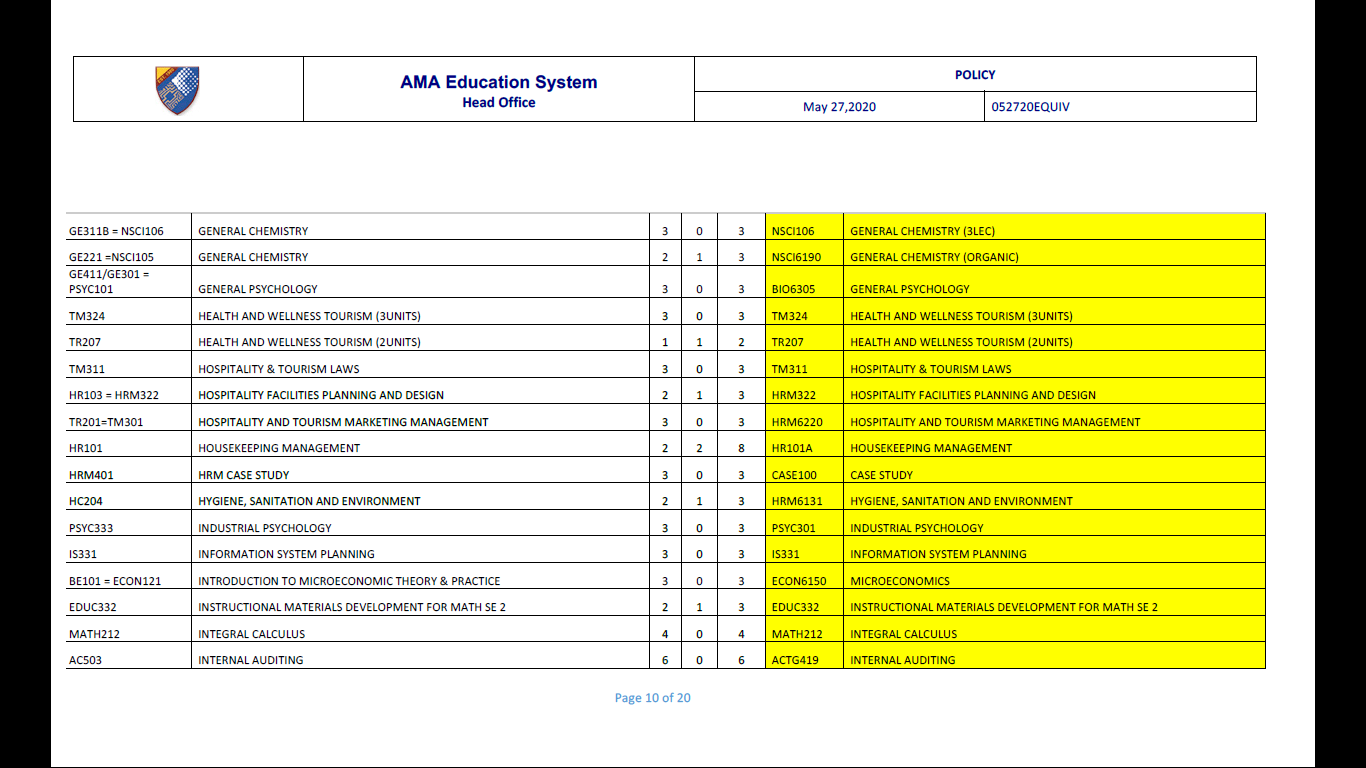 AMA Education System
Head Office
POLICY
May 27,2020 052720EQUIV
GE311B = NSCI106 GENERAL CHEMISTRY 3 0 3 NSCI106 GENERAL CHEMISTRY (3LEC)
GE221 =NSCI105 GENERAL CHEMISTRY 2 1 3 NSCI6190 GENERAL CHEMISTRY (ORGANIC)
GE411/GE301 =
PSYC101 GENERAL PSYCHOLOGY 3 0 3 BIO6305 GENERAL PSYCHOLOGY
TM324 HEALTH AND WELLNESS TOURISM (3UNITS) 3 0 3 TM324 HEALTH AND WELLNESS TOURISM (3UNITS)
TR207 HEALTH AND WELLNESS TOURISM (2UNITS) 1 1 2 TR207 HEALTH AND WELLNESS TOURISM (2UNITS)
TM311 HOSPITALITY & TOURISM LAWS 3 0 3 TM311 HOSPITALITY & TOURISM LAWS
HR103 = HRM322 HOSPITALITY FACILITIES PLANNING AND DESIGN 2 1 3 HRM322 HOSPITALITY FACILITIES PLANNING AND DESIGN
TR201=TM301 HOSPITALITY AND TOURISM MARKETING MANAGEMENT 3 0 3 HRM6220 HOSPITALITY AND TOURISM MARKETING MANAGEMENT
HR101 HOUSEKEEPING MANAGEMENT 2 2 8 HR101A HOUSEKEEPING MANAGEMENT
HRM401 HRM CASE STUDY 3 0 3 CASE100 CASE STUDY
HC204 HYGIENE, SANITATION AND ENVIRONMENT 2 1 3 HRM6131 HYGIENE, SANITATION AND ENVIRONMENT
PSYC333 INDUSTRIAL PSYCHOLOGY 3 0 3 PSYC301 INDUSTRIAL PSYCHOLOGY
IS331 INFORMATION SYSTEM PLANNING 3 0 3 IS331 INFORMATION SYSTEM PLANNING
BE101 = ECON121 INTRODUCTION TO MICROECONOMIC THEORY & PRACTICE 3 0 3 ECON6150 MICROECONOMICS
EDUC332 INSTRUCTIONAL MATERIALS DEVELOPMENT FOR MATH SE 2 2 1 3 EDUC332 INSTRUCTIONAL MATERIALS DEVELOPMENT FOR MATH SE 2
MATH212 INTEGRAL CALCULUS 4 0 4 MATH212 INTEGRAL CALCULUS
AC503 INTERNAL AUDITING 6 0 6 ACTG419 INTERNAL AUDITING
Page 10 of 20